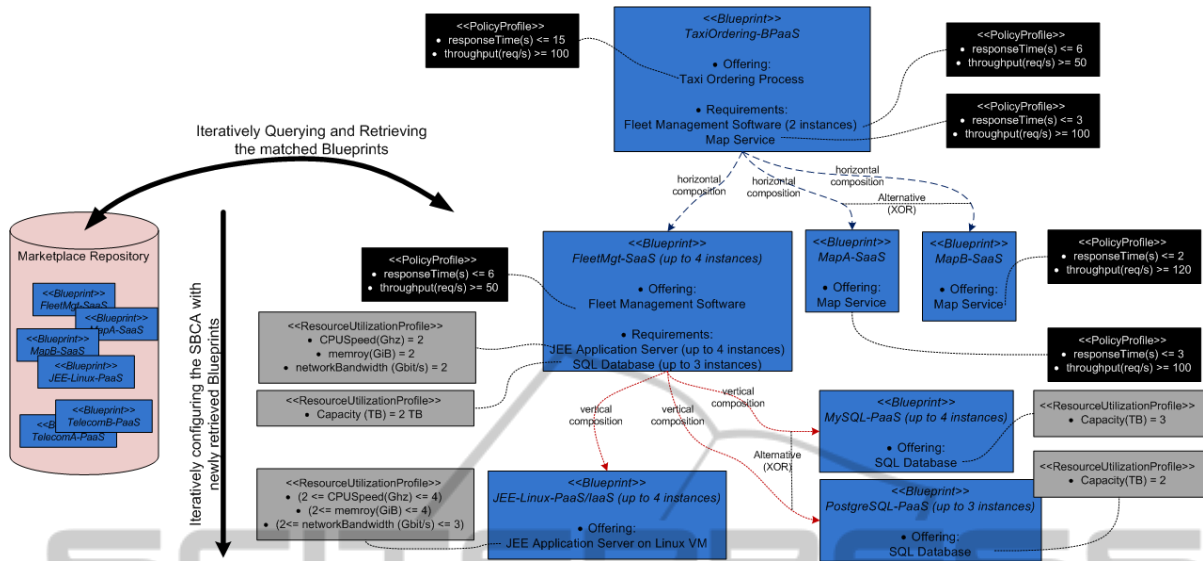 <<PolicyProfile>>
• responseTime(s) <= 15
• throughput(req/s) >= 100
<<Blueprint>>
TaxiOrdering-BPaaS
• Offering:
Taxi Ordering Process
• Requirements:
Fleet Management Software (2 instances)
Map Service
<<PolicyProfile>>
• responseTime(s) <= 6
• throughput(req/s) >= 50
<<PolicyProfile>>
• responseTime(s) <= 3
• throughput(req/s) >= 100
Iteratively Querying and Retrieving
the matched Blueprints
horizontal
composition
horizontal
composition
horizontal
composition
Alternative
(XOR)
Marketplace Repository
<<Blueprint>>
FleetMgt-SaaS
<<Blueprint>>
MapA-SaaS
<<Blueprint>>
MapB-SaaS
<<Blueprint>>
JEE-Linux-PaaS
<<Blueprint>>
TelecomB-PaaS
TelecomA-PaaS
Iteratively configuring the SBCA with
newly retrieved Blueprints
<<PolicyProfile>>
• responseTime(s) <= 6
• throughput(req/s) >= 50
<<Blueprint>>
FleetMgt-SaaS (up to 4 instances)
• Offering:
Fleet Management Software
• Requirements:
JEE Application Server (up to 4 instances)
SQL Database (up to 3 instances)
<<Blueprint>>
MapA-SaaS
• Offering:
Map Service
<<Blueprint>>
MapB-SaaS
• Offering:
Map Service
<<PolicyProfile>>
• responseTime(s) <= 2
• throughput(req/s) >= 120
<<PolicyProfile>>
• responseTime(s) <= 3
• throughput(req/s) >= 100
<<ResourceUtilizationProfile>>
• CPUSpeed(Ghz) = 2
• memroy(GiB) = 2
• networkBandwidth (Gbit/s) = 2
<<ResourceUtilizationProfile>>
• Capacity (TB) = 2 TB
vertical
composition
vertical
composition
vertical
composition
Alternative
(XOR)
<<Blueprint>>
MySQL-PaaS (up to 4 instances)
• Offering:
SQL Database
<<ResourceUtilizationProfile>>
• Capacity(TB) = 3
<<ResourceUtilizationProfile>>
• Capacity(TB) = 2
<<ResourceUtilizationProfile>>
• (2 <= CPUSpeed(Ghz) <= 4)
• (2<= memroy(GiB) <= 4)
• (2<= networkBandwidth (Gbit/s) <= 3)
<<Blueprint>>
JEE-Linux-PaaS/IaaS (up to 4 instances)
• Offering:
JEE Application Server on Linux VM
<<Blueprint>>
PostgreSQL-PaaS (up to 3 instances)
• Offering:
SQL Database